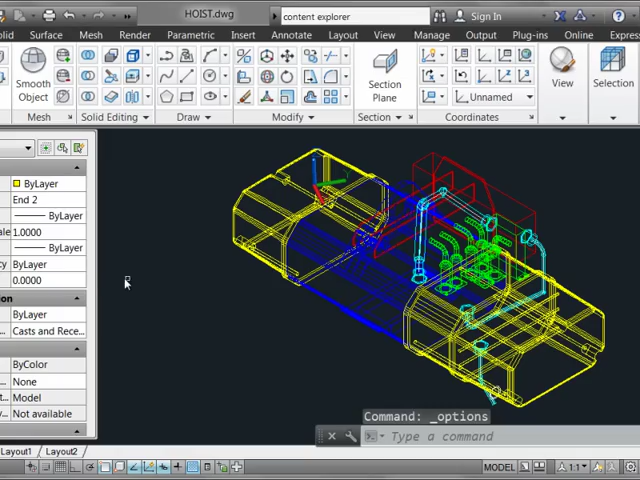 HOIST.dwg
content explorer
Sign In
Solid Surface Mesh Render Parametric Insert Annotate Layout View Manage Output Plug-ins Online Express
Smooth
Object
Section
Plane
Unnamed
View
Selection
Mesh Solid Editing Draw Modify Section Coordinates
ByLayer
End 2
ByLayer
ale 1.0000
ByLayer
cy ByLayer
0.0000
on
ByLayer
Casts and Rece...
ByColor
None
Model
Not available
Command: _options
Type a command
Layout1 Layout2
MODEL
1:1